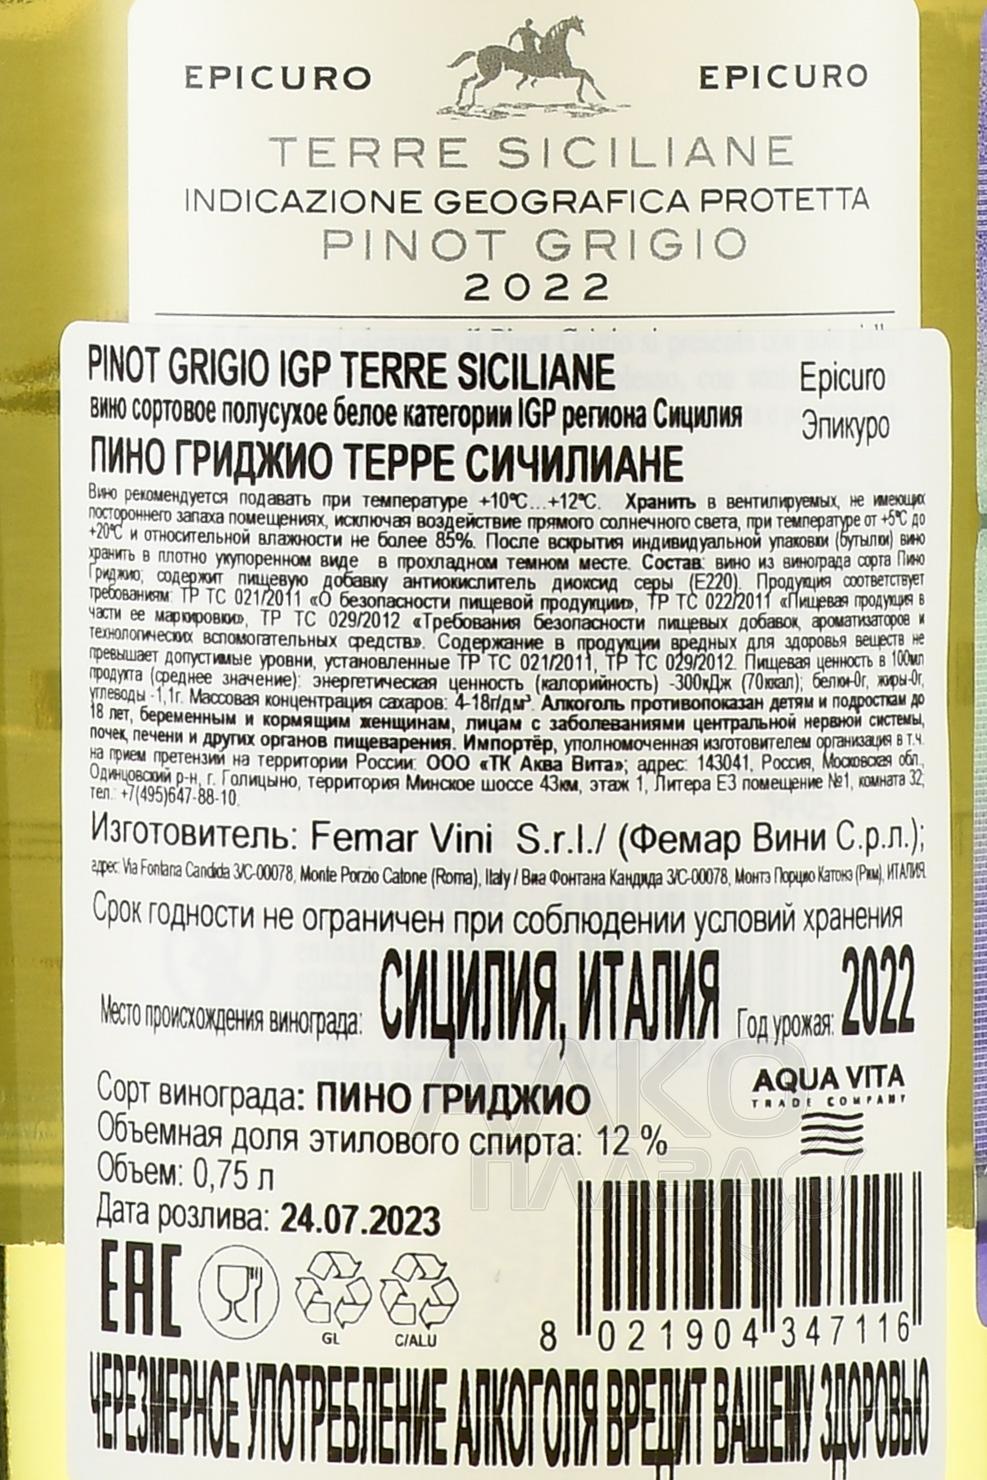 EPICURO EPICURO
TERRE SICILIANE
INDICAZIONE GEOGRAFICA PROTETTA
PINOT GRIGIO
2022
PINOT GRIGIO IGP TERRE SICILIANE
Epicuro
вино сортовое полусухое белое категории IGP региона Сицилия
Эпикуро
ПИНО ГРИДЖИО ТЕРРЕ СИЧИЛИАНЕ
Вино рекомендуется подавать при температуре +10°C...+12°C. Хранить в вентилируемых, не имеющих
постороннего запаха помещениях, исключая воздействие прямого солнечного света, при температуре от +5°C до
+20°C и относительной влажности не более 85%. После вскрытия индивидуальной упаковки (бутылки) вино
хранить в плотно укупоренном виде в прохладном темном месте. Состав: вино из винограда сорта Пино
Гриджио; содержит пищевую добавку антиокислитель диоксид серы (Е220). Продукция соответствует
требованиям: ТР ТС 021/2011 «О безопасности пищевой продукции», ТР ТС 022/2011 «Пищевая продукция в
части ее маркировки», ТР ТС 029/2012 «Требования безопасности пищевых добавок, ароматизаторов и
технологических вспомогательных средств». Содержание в продукции вредных для здоровья веществ не
превышает допустимые уровни, установленные ТР ТС 021/2011, ТР ТС 029/2012. Пищевая ценность в 100мл
продукта (среднее значение): энергетическая ценность (калорийность) -300кДж (70ккал); белки-0г, жиры-0г,
углеводы -1,1г. Массовая концентрация сахаров: 4-18г/дм³. Алкоголь противопоказан детям и подросткам до
18 лет, беременным и кормящим женщинам, лицам с заболеваниями центральной нервной системы,
почек, печени и других органов пищеварения. Импортёр, уполномоченная изготовителем организация в т.ч.
на прием претензий на территории России: ООО «ТК Аква Вита»; адрес: 143041, Россия, Московская обл.,
Одинцовский р-н, г. Голицыно, территория Минское шоссе 43км, этаж 1, Литера Е3 помещение №1, комната 32;
тел.: +7(495)647-88-10.
Изготовитель: Femar Vini S.r.l./ (Фемар Вини С.р.л.);
адрес: Via Fontana Candida 3/C-00078, Monte Porzio Catone (Roma), Italy / Виа Фонтана Кандида 3/C-00078, Монтэ Порцио Катонэ (Рим), ИТАЛИЯ.
Срок годности не ограничен при соблюдении условий хранения
Место происхождения винограда: СИЦИЛИЯ, ИТАЛИЯ Год урожая: 2022
Сорт винограда: ПИНО ГРИДЖИО
AQUA VITA
TRADE COMPANY
Объемная доля этилового спирта: 12 %
Объем: 0,75 л
Дата розлива: 24.07.2023
АЛКО
ПЛАЗА
EAC
GL
C/ALU
8 021904 347116
ЧЕРЕЗМЕРНОЕ УПОТРЕБЛЕНИЕ АЛКОГОЛЯ ВРЕДИТ ВАШЕМУ ЗДОРОВЬЮ